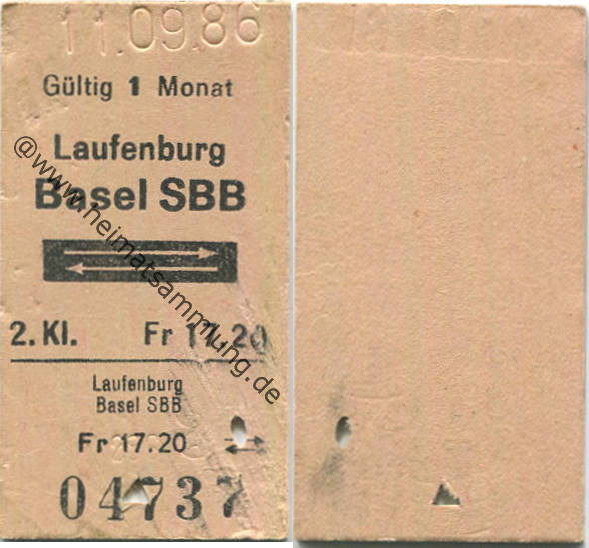 11.09.86
Gültig 1 Monat
Laufenburg
Basel SBB
2. Kl. Fr 17.20
Laufenburg
Basel SBB
Fr 17.20
04737
@www.heimatsammlung.de